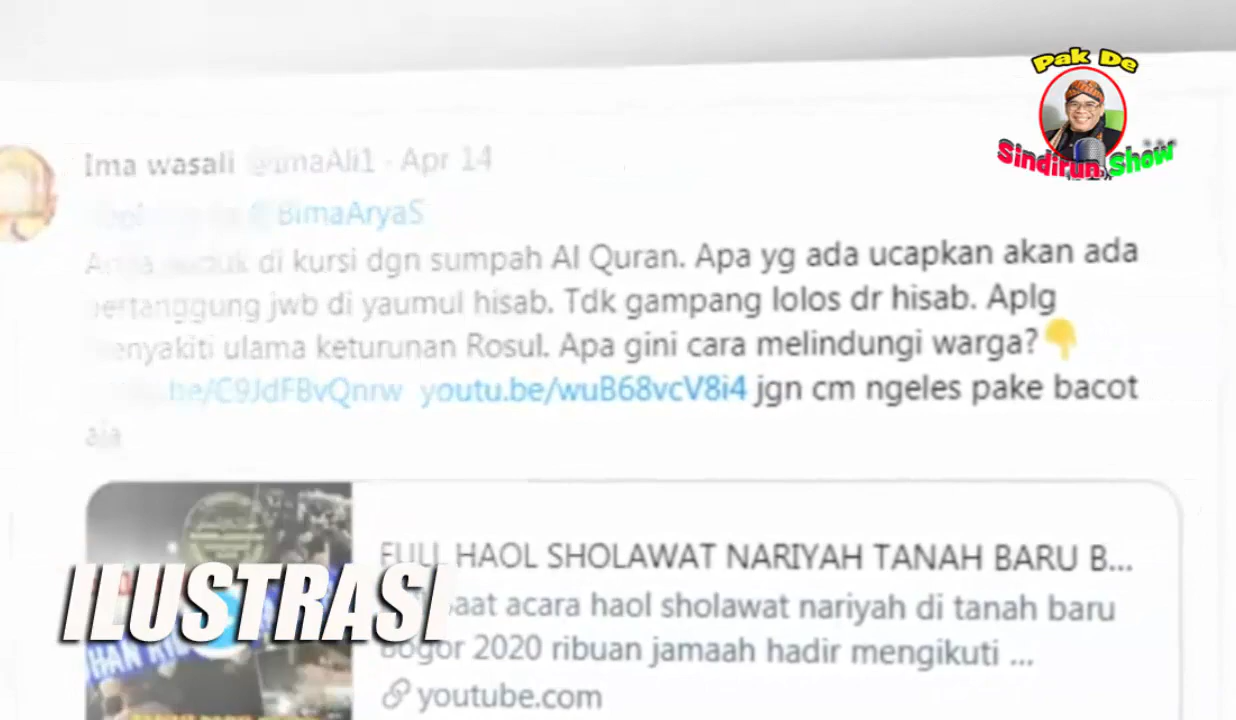 Pak De
Sindirun Show
Ima wasali @ImaAli1 · Apr 14
BimaAryaS
di kursi dgn sumpah Al Quran. Apa yg ada ucapkan akan ada
pertanggung jwb di yaumul hisab. Tdk gampang lolos dr hisab. Aplg
menyakiti ulama keturunan Rosul. Apa gini cara melindungi warga?👇
be/C9JdFBvQnrw youtu.be/wuB68vcV8i4 jgn cm ngeles pake bacot
aja
FULL HAOL SHOLAWAT NARIYAH TANAH BARU B...
saat acara haol sholawat nariyah di tanah baru
Bogor 2020 ribuan jamaah hadir mengikuti ...
youtube.com
ILUSTRASI